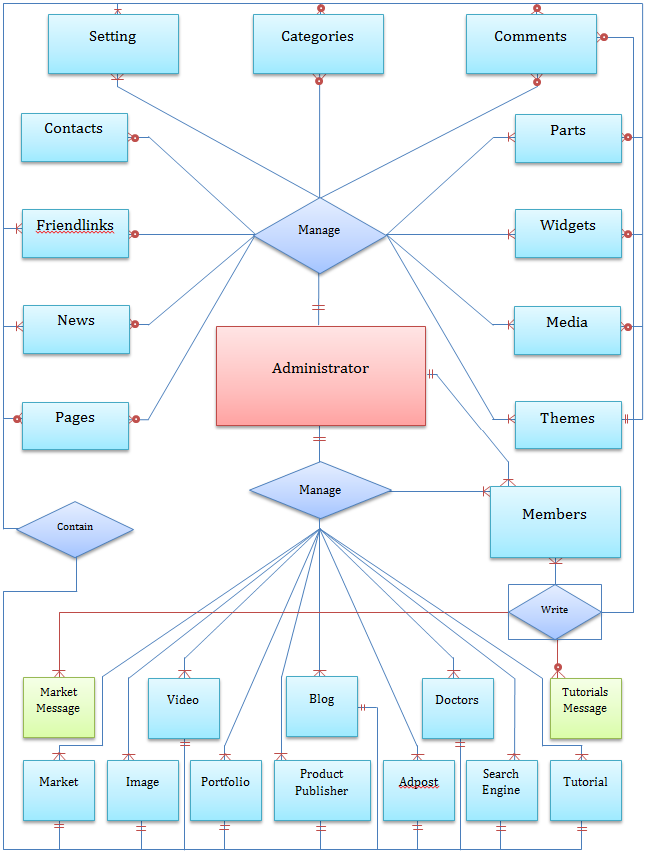 Setting
Categories
Comments
Contacts
Parts
Friendlinks
Manage
Widgets
News
Media
Administrator
Pages
Themes
Manage
Members
Contain
Write
Market
Message
Video
Blog
Doctors
Tutorials
Message
Market
Image
Portfolio
Product
Publisher
Adpost
Search
Engine
Tutorial